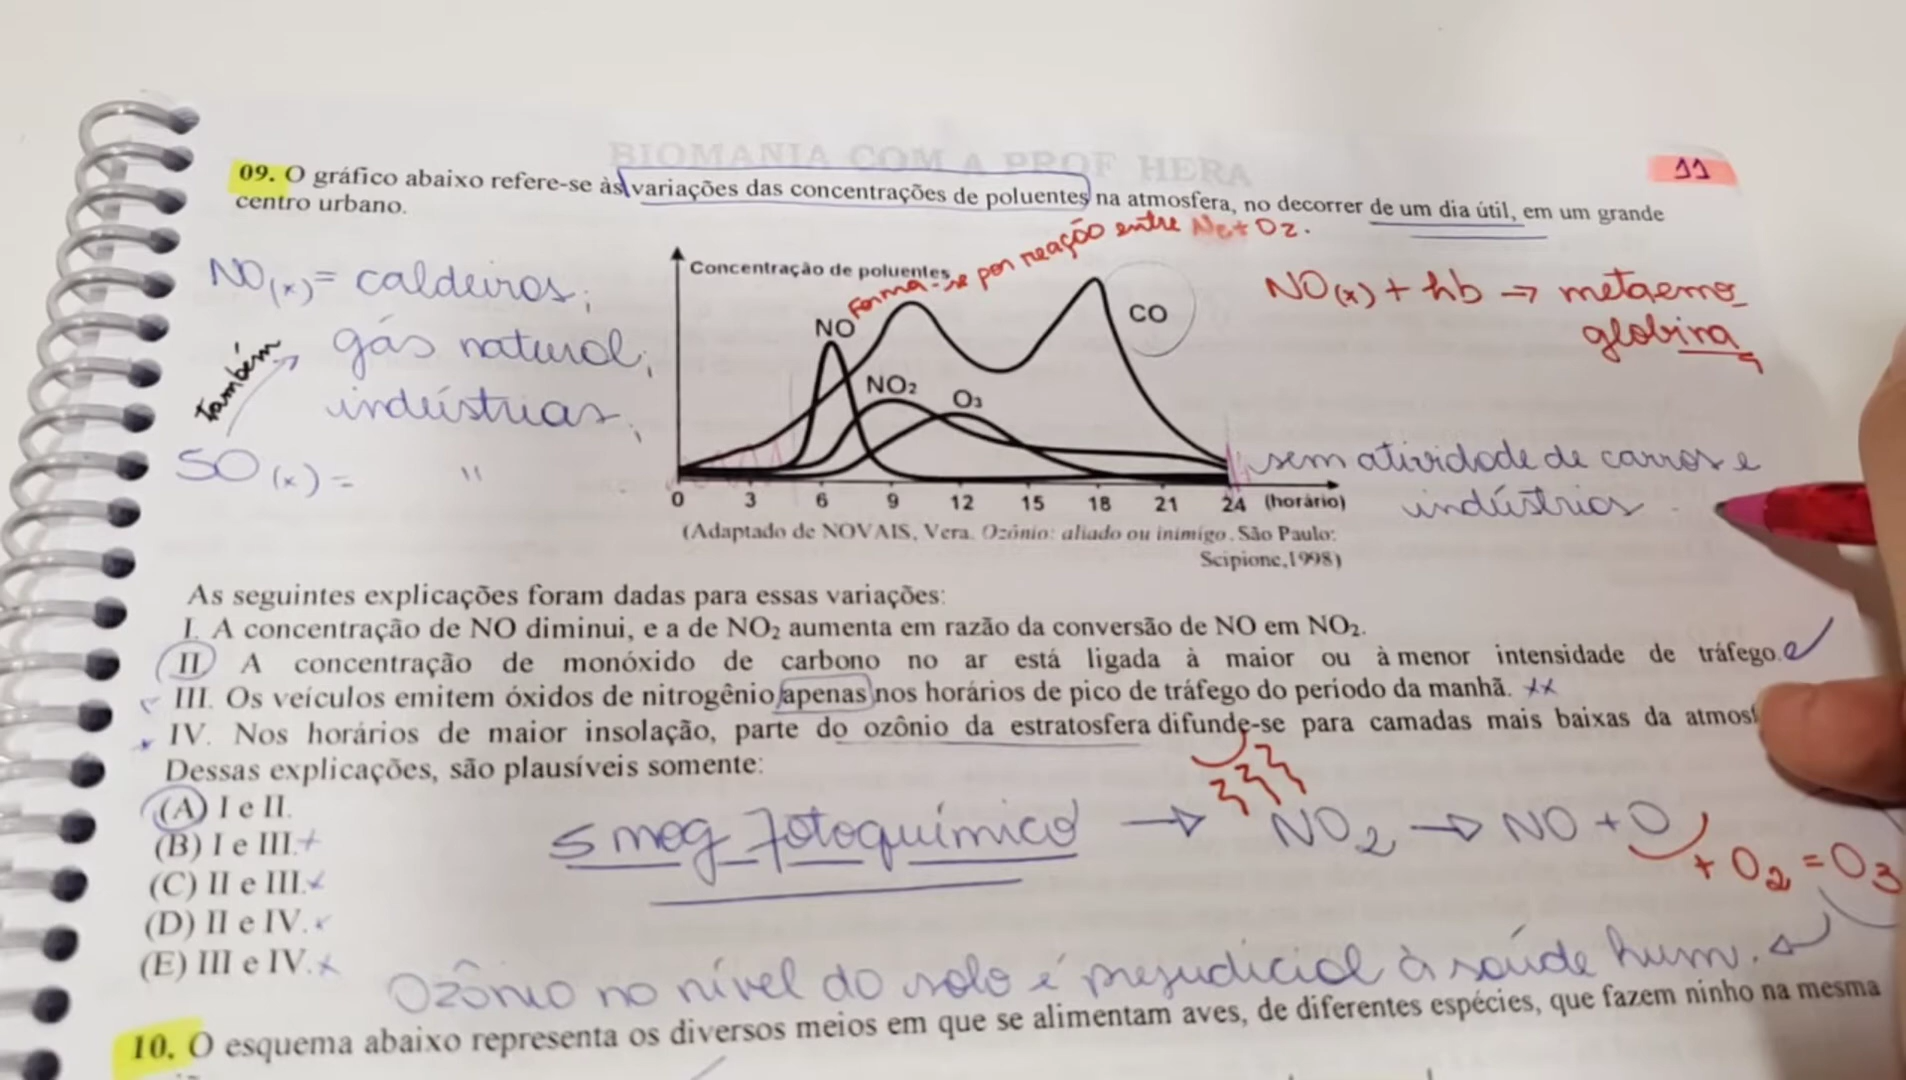 BIOMANIA COM A PROF HERA
11
09. O gráfico abaixo refere-se às variações das concentrações de poluentes na atmosfera, no decorrer de um dia útil, em um grande
centro urbano.
Forma-se por reação entre N2 + O2.
NO(x) = caldeiras;
gás natural;
indústrias;
também
SO(x) = "
Concentração de poluentes
NO
NO2
O3
CO
NO(x) + hb → metaemo
globina
sem atividade de carros e
indústrias.
0 3 6 9 12 15 18 21 24 (horário)
(Adaptado de NOVAIS, Vera. Ozônio: aliado ou inimigo. São Paulo:
Scipione,1998)
As seguintes explicações foram dadas para essas variações:
I. A concentração de NO diminui, e a de NO2 aumenta em razão da conversão de NO em NO2.
II. A concentração de monóxido de carbono no ar está ligada à maior ou à menor intensidade de tráfego.
III. Os veículos emitem óxidos de nitrogênio apenas nos horários de pico de tráfego do período da manhã. xx
IV. Nos horários de maior insolação, parte do ozônio da estratosfera difunde-se para camadas mais baixas da atmos
Dessas explicações, são plausíveis somente:
(A) I e II.
(B) I e III.
(C) II e III.
(D) II e IV.
(E) III e IV.
smog fotoquímico → NO2 → NO + O
+ O2 = O3
Ozônio no nível do solo é prejudicial à saúde hum.
10. O esquema abaixo representa os diversos meios em que se alimentam aves, de diferentes espécies, que fazem ninho na mesma